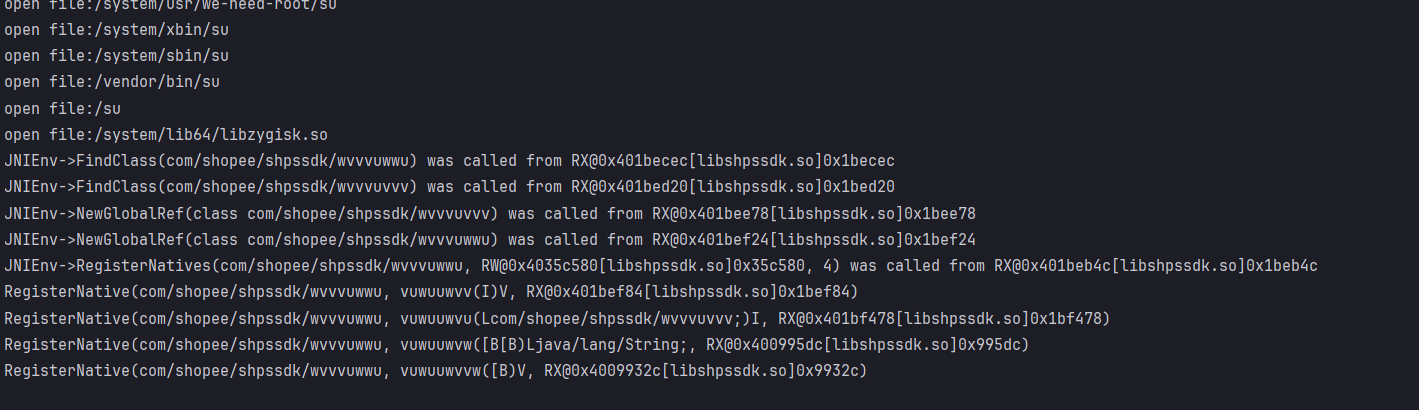 open file:/system/usr/we-need-root/su
open file:/system/xbin/su
open file:/system/sbin/su
open file:/vendor/bin/su
open file:/su
open file:/system/lib64/libzygisk.so
JNIEnv->FindClass(com/shopee/shpssdk/wvvvuwwu) was called from RX@0x401becec[libshpssdk.so]0x1becec
JNIEnv->FindClass(com/shopee/shpssdk/wvvvuvvv) was called from RX@0x401bed20[libshpssdk.so]0x1bed20
JNIEnv->NewGlobalRef(class com/shopee/shpssdk/wvvvuvvv) was called from RX@0x401bee78[libshpssdk.so]0x1bee78
JNIEnv->NewGlobalRef(class com/shopee/shpssdk/wvvvuwwu) was called from RX@0x401bef24[libshpssdk.so]0x1bef24
JNIEnv->RegisterNatives(com/shopee/shpssdk/wvvvuwwu, RW@0x4035c580[libshpssdk.so]0x35c580, 4) was called from RX@0x401beb4c[libshpssdk.so]0x1beb4c
RegisterNative(com/shopee/shpssdk/wvvvuwwu, vuwuuwvv(I)V, RX@0x401bef84[libshpssdk.so]0x1bef84)
RegisterNative(com/shopee/shpssdk/wvvvuwwu, vuwuuwvu(Lcom/shopee/shpssdk/wvvvuvvv;)I, RX@0x401bf478[libshpssdk.so]0x1bf478)
RegisterNative(com/shopee/shpssdk/wvvvuwwu, vuwuuwvw([B[B)Ljava/lang/String;, RX@0x400995dc[libshpssdk.so]0x995dc)
RegisterNative(com/shopee/shpssdk/wvvvuwwu, vuwuuwvvw([B)V, RX@0x4009932c[libshpssdk.so]0x9932c)